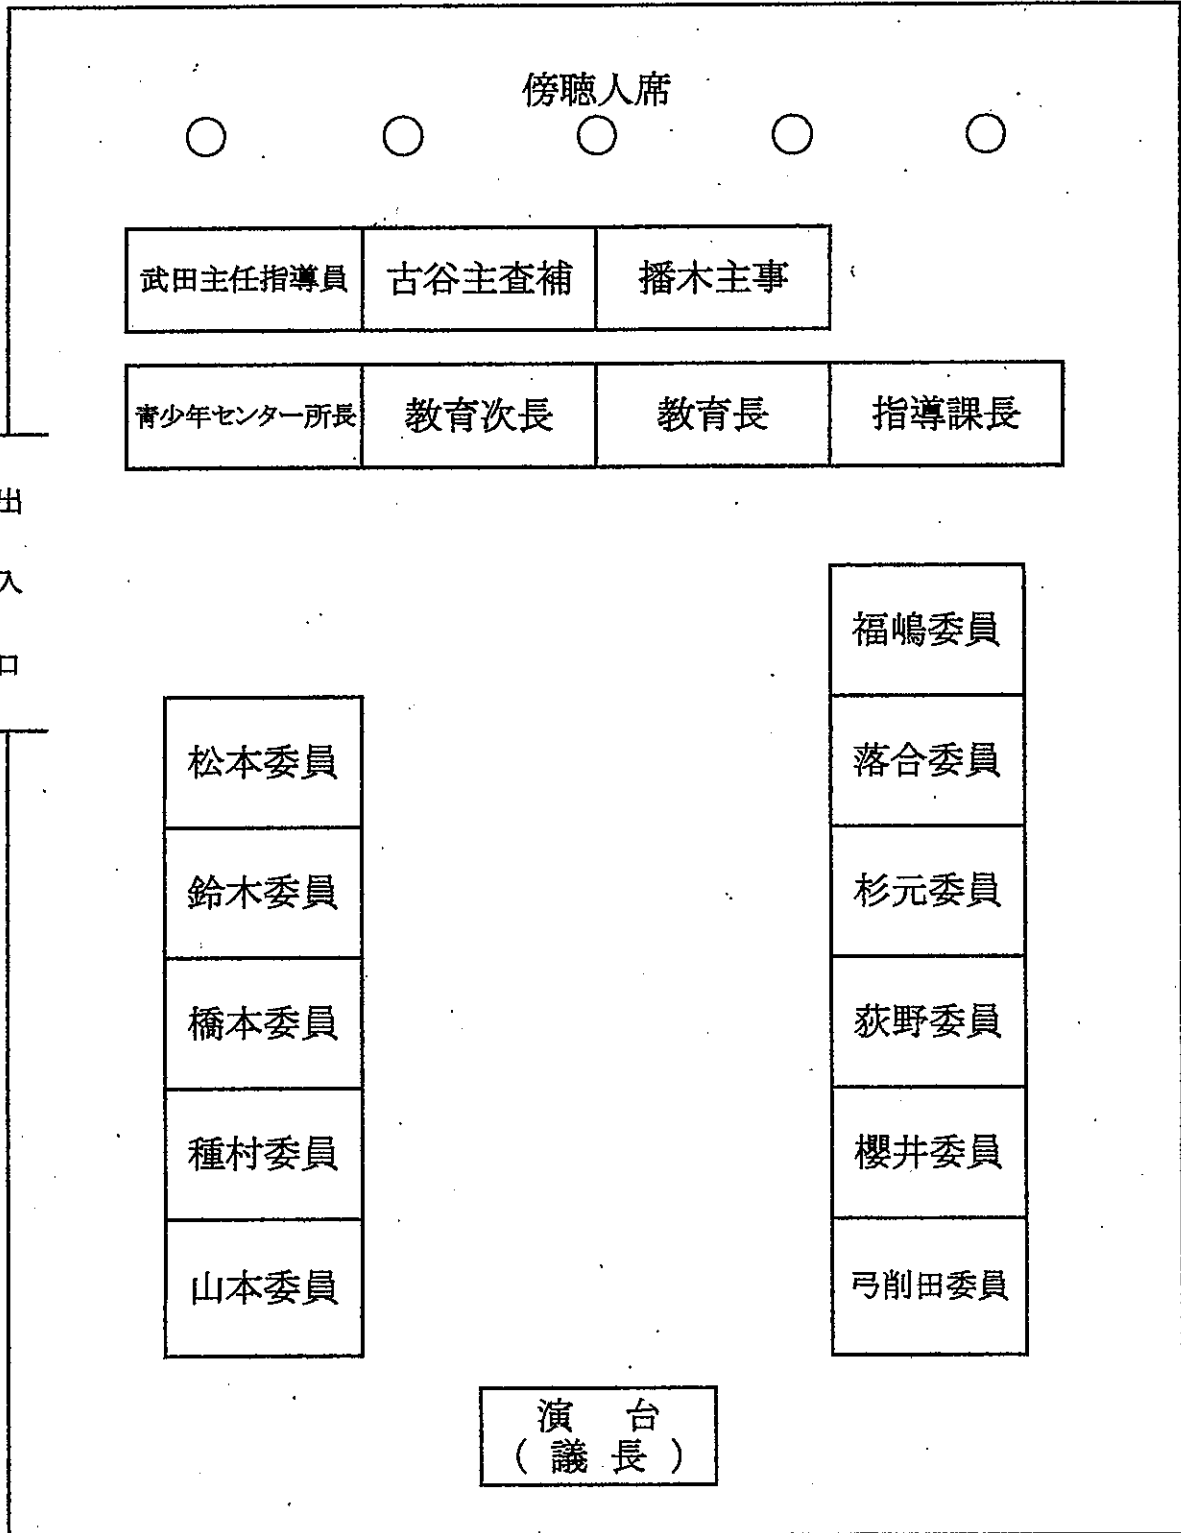 傍聴人席
○ ○ ○ ○ ○
武田主任指導員 古谷主査補 播木主事
青少年センター所長 教育次長 教育長 指導課長
出
入
口
福嶋委員
松本委員 落合委員
鈴木委員 杉元委員
橋本委員 荻野委員
種村委員 櫻井委員
山本委員 弓削田委員
演 台
( 議 長 )